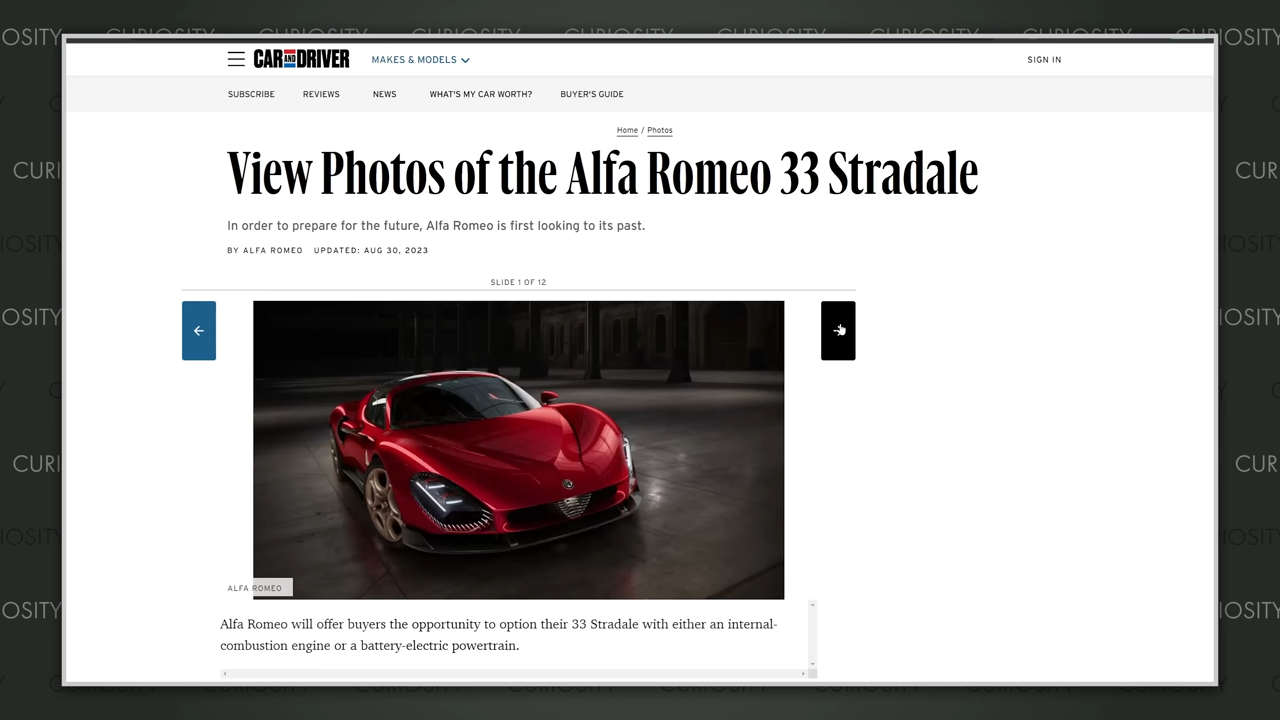 CURIOSITY CURIOSITY CURIOSITY CURIOSITY CURIOSITY CURIOSITY CURIOSITY CURIOSITY
CAR AND DRIVER
MAKES & MODELS
SIGN IN
SUBSCRIBE REVIEWS NEWS WHAT'S MY CAR WORTH? BUYER'S GUIDE
Home / Photos
View Photos of the Alfa Romeo 33 Stradale
In order to prepare for the future, Alfa Romeo is first looking to its past.
BY ALFA ROMEO UPDATED: AUG 30, 2023
SLIDE 1 OF 12
ALFA ROMEO
Alfa Romeo will offer buyers the opportunity to option their 33 Stradale with either an internal-
combustion engine or a battery-electric powertrain.